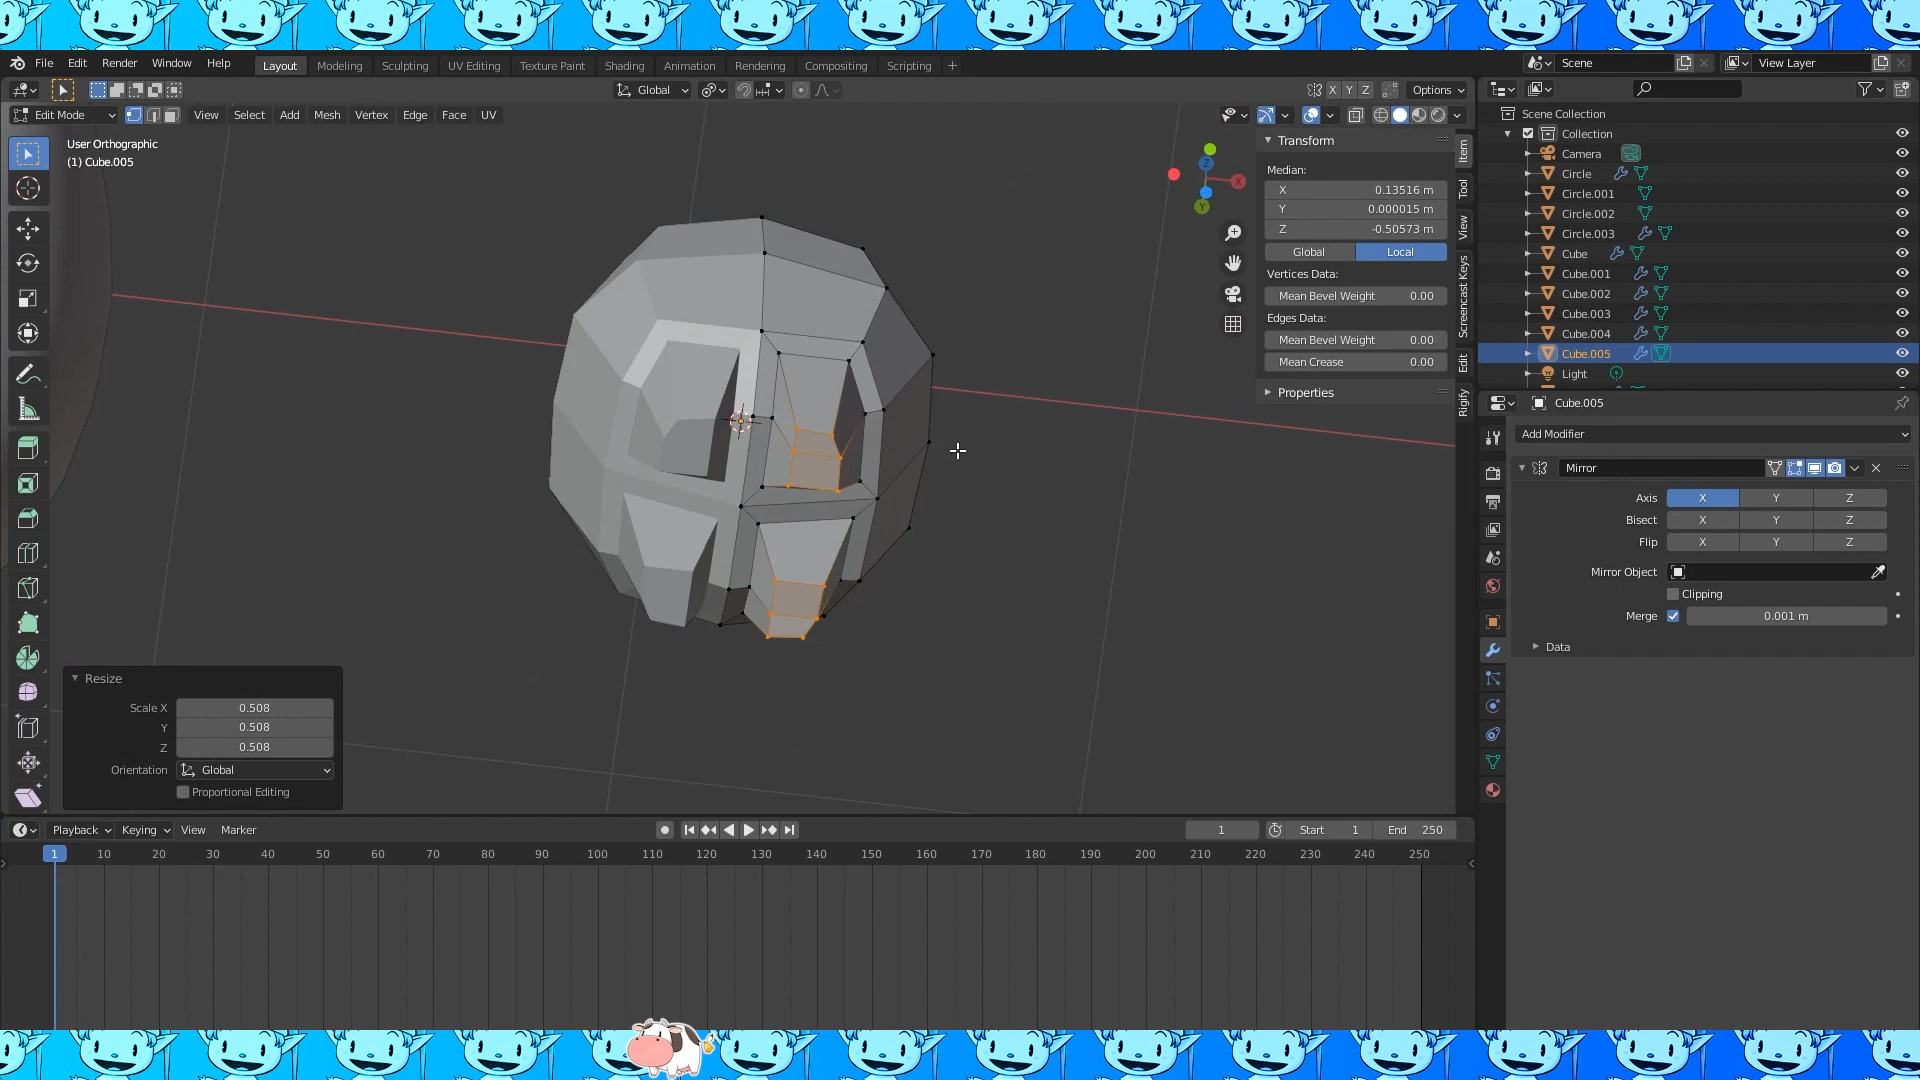 File Edit Render Window Help Layout Modeling Sculpting UV Editing Texture Paint Shading Animation Rendering Compositing Scripting + Scene View Layer
Global X Y Z Options
Edit Mode View Select Add Mesh Vertex Edge Face UV
User Orthographic
(1) Cube.005
Z
X
Y
Transform
Median:
X 0.13516 m
Y 0.000015 m
Z -0.50573 m
Global Local
Vertices Data:
Mean Bevel Weight 0.00
Edges Data:
Mean Bevel Weight 0.00
Mean Crease 0.00
Properties
Item
Tool
View
Screencast Keys
Edit
Rigify
Scene Collection
Collection
Camera
Circle
Circle.001
Circle.002
Circle.003
Cube
Cube.001
Cube.002
Cube.003
Cube.004
Cube.005
Light
Cube.005
Add Modifier
Mirror
Axis X Y Z
Bisect X Y Z
Flip X Y Z
Mirror Object
Clipping
Merge 0.001 m
Data
Resize
Scale X 0.508
Y 0.508
Z 0.508
Orientation Global
Proportional Editing
Playback Keying View Marker 1 Start 1 End 250
1 10 20 30 40 50 60 70 80 90 100 110 120 130 140 150 160 170 180 190 200 210 220 230 240 250